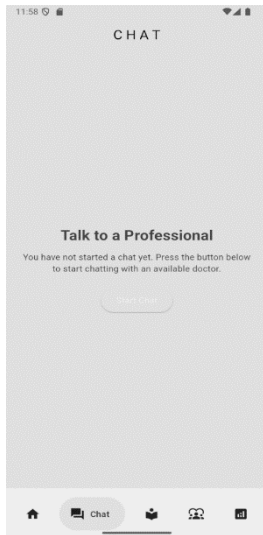 11:58
CHAT
Talk to a Professional
You have not started a chat yet. Press the button below
to start chatting with an available doctor.
Start Chat
Chat